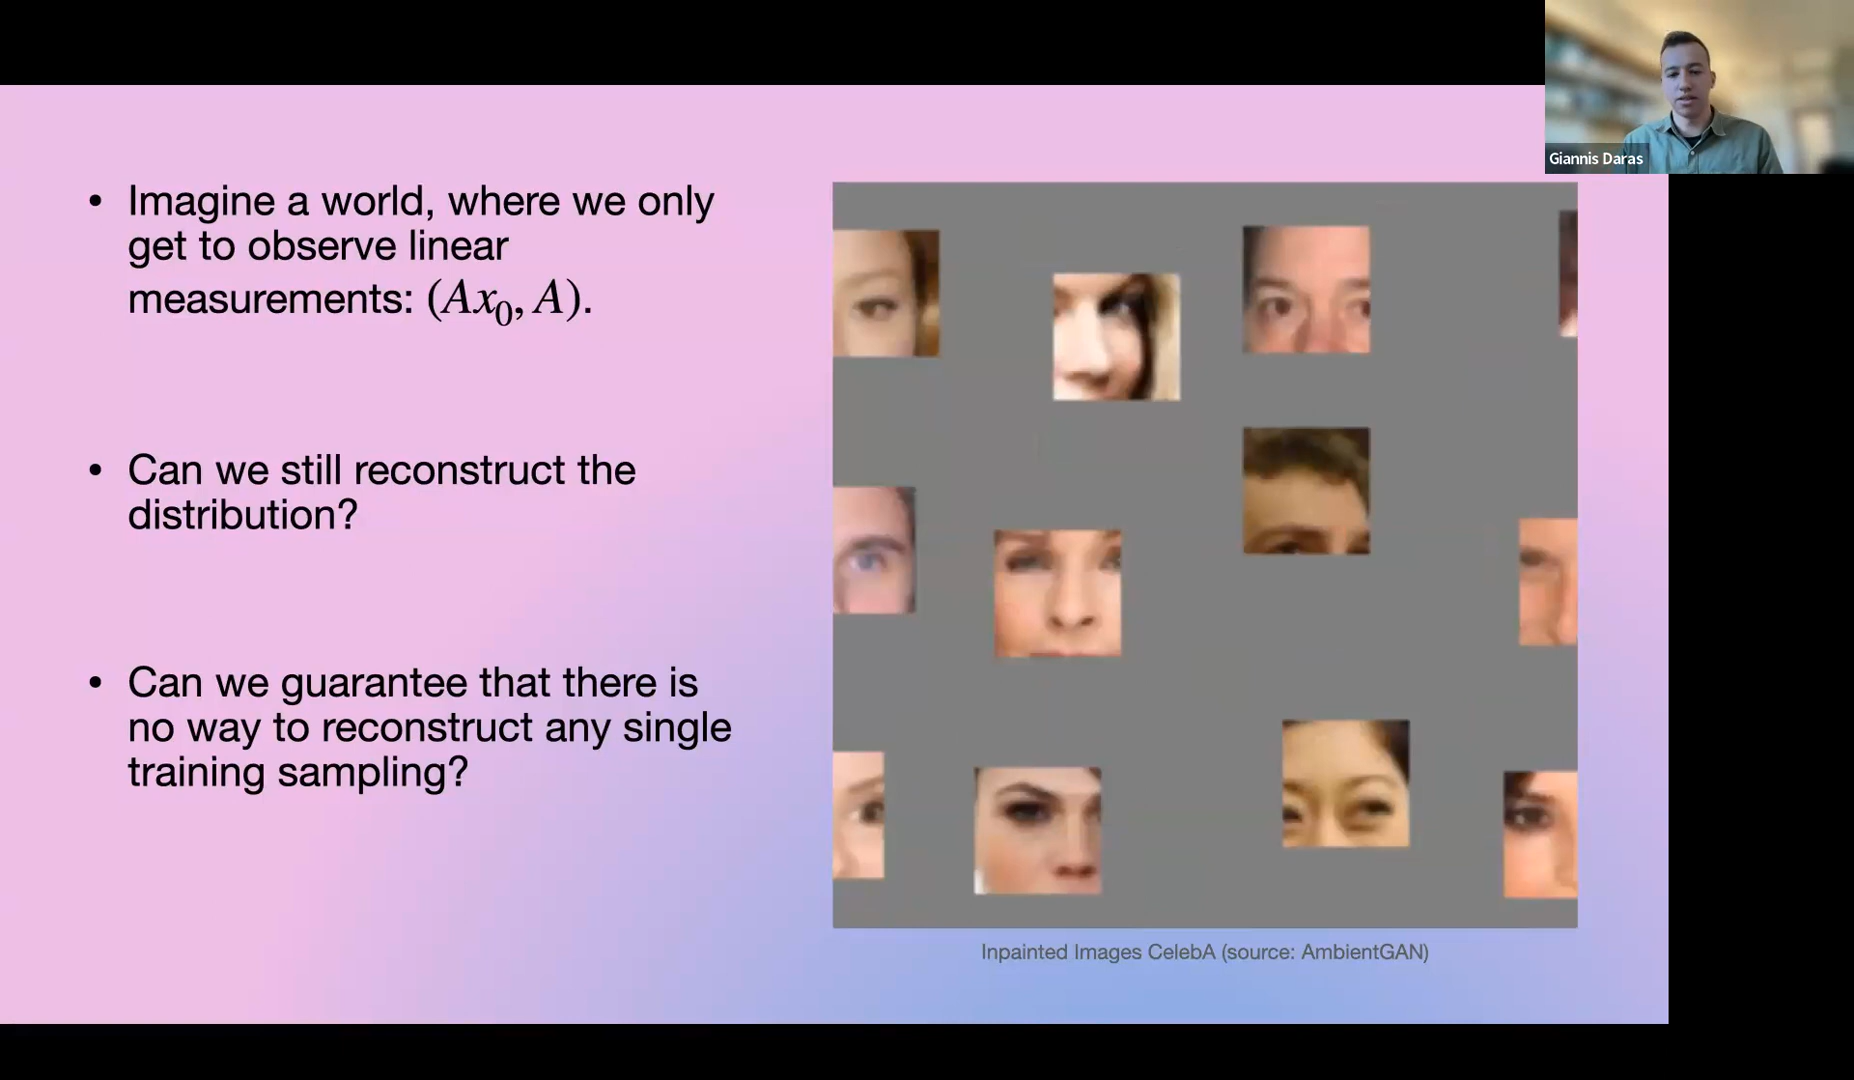 Giannis Daras
• Imagine a world, where we only
get to observe linear
measurements: (Ax₀, A).
• Can we still reconstruct the
distribution?
• Can we guarantee that there is
no way to reconstruct any single
training sampling?
Inpainted Images CelebA (source: AmbientGAN)